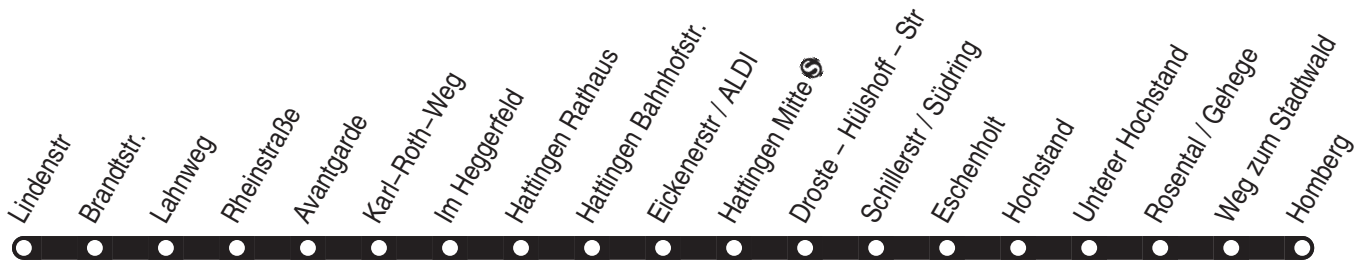 Lindenstr
Brandtstr.
Lahnweg
Rheinstraße
Avantgarde
Karl–Roth–Weg
Im Heggerfeld
Hattingen Rathaus
Hattingen Bahnhofstr.
Eickenerstr / ALDI
Hattingen Mitte S
Droste – Hülshoff – Str
Schillerstr / Südring
Eschenholt
Hochstand
Unterer Hochstand
Rosental / Gehege
Weg zum Stadtwald
Homberg